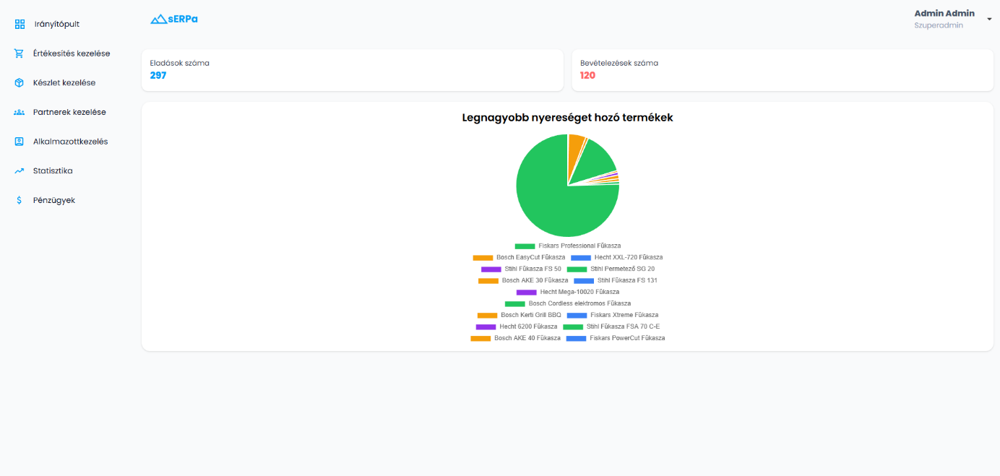 Irányítópult
Értékesítés kezelése
Készlet kezelése
Partnerek kezelése
Alkalmazottkezelés
Statisztika
Pénzügyek
sERPa
Admin Admin
Szuperadmin
Eladások száma
297
Bevételezések száma
120
Legnagyobb nyereséget hozó termékek
Fiskars Professional Fűkasza
Bosch EasyCut Fűkasza Hecht XXL-720 Fűkasza
Stihl Fűkasza FS 50 Stihl Permetező SG 20
Bosch AKE 30 Fűkasza Stihl Fűkasza FS 131
Hecht Mega-10020 Fűkasza
Bosch Cordless elektromos Fűkasza
Bosch Kerti Grill BBQ Fiskars Xtreme Fűkasza
Hecht 6200 Fűkasza Stihl Fűkasza FSA 70 C-E
Bosch AKE 40 Fűkasza Fiskars PowerCut Fűkasza